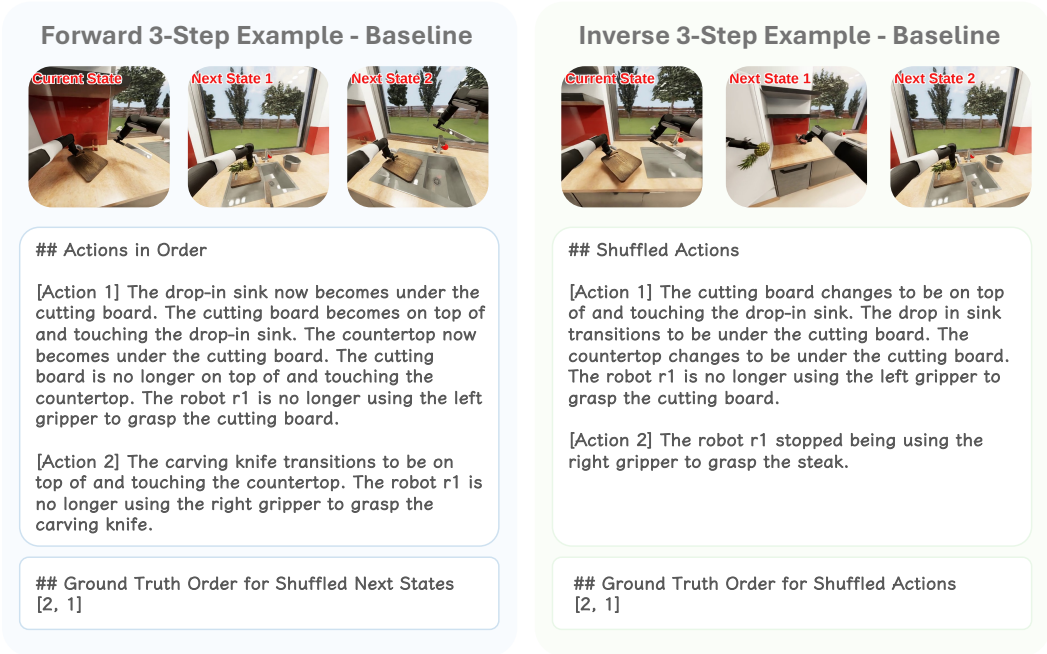 Forward 3-Step Example - Baseline
Current State
Next State 1
Next State 2
## Actions in Order
[Action 1] The drop-in sink now becomes under the
cutting board. The cutting board becomes on top of
and touching the drop-in sink. The countertop now
becomes under the cutting board. The cutting
board is no longer on top of and touching the
countertop. The robot r1 is no longer using the left
gripper to grasp the cutting board.
[Action 2] The carving knife transitions to be on
top of and touching the countertop. The robot r1 is
no longer using the right gripper to grasp the
carving knife.
## Ground Truth Order for Shuffled Next States
[2, 1]
Inverse 3-Step Example - Baseline
Current State
Next State 1
Next State 2
## Shuffled Actions
[Action 1] The cutting board changes to be on top
of and touching the drop-in sink. The drop in sink
transitions to be under the cutting board. The
countertop changes to be under the cutting board.
The robot r1 is no longer using the left gripper to
grasp the cutting board.
[Action 2] The robot r1 stopped being using the
right gripper to grasp the steak.
## Ground Truth Order for Shuffled Actions
[2, 1]